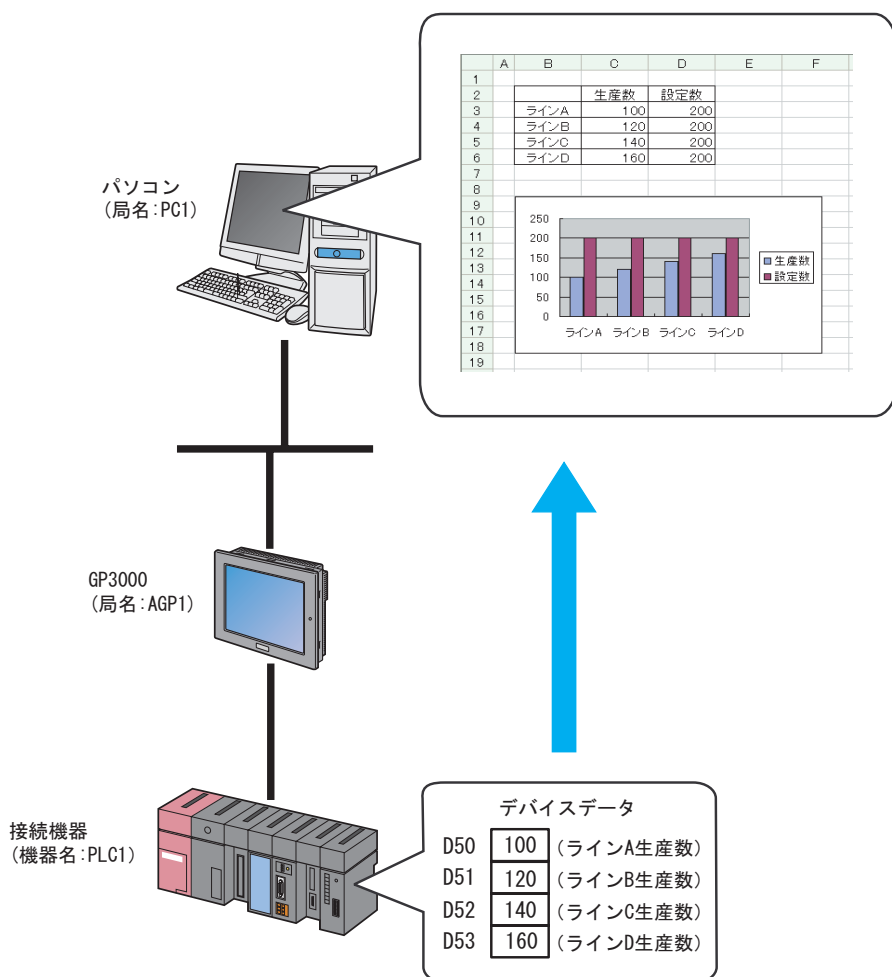 A B C D E F
1
2 生産数 設定数
3 ラインA 100 200
4 ラインB 120 200
5 ラインC 140 200
6 ラインD 160 200
7
8
9
10
11
12
13
14
15
16
17
18
19
250
200
150
100
50
0
ラインA ラインB ラインC ラインD
生産数
設定数
パソコン
(局名:PC1)
GP3000
(局名:AGP1)
接続機器
(機器名:PLC1)
デバイスデータ
D50 100 (ラインA生産数)
D51 120 (ラインB生産数)
D52 140 (ラインC生産数)
D53 160 (ラインD生産数)